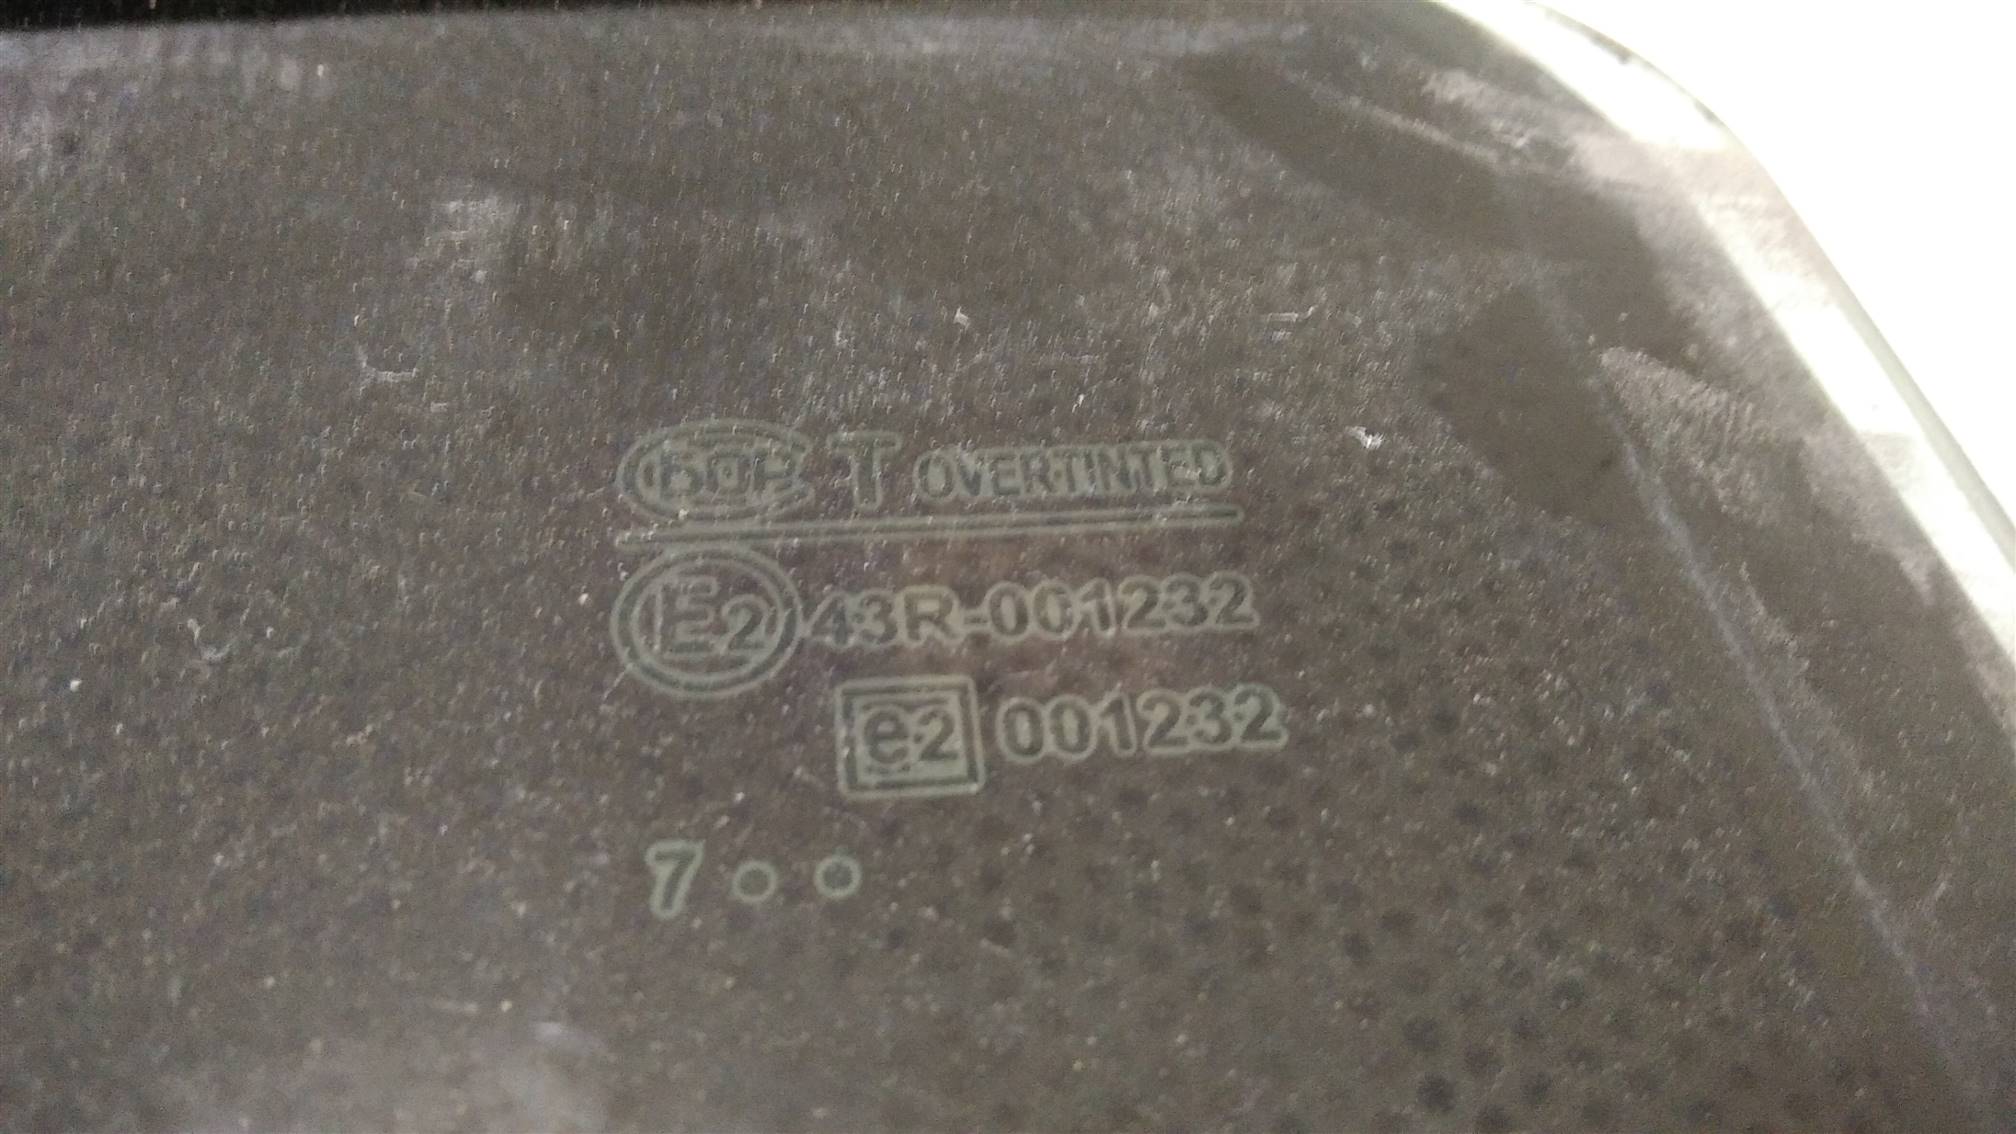 T OVERTINTED
E2 43R-001232
e2 001232
7 o o